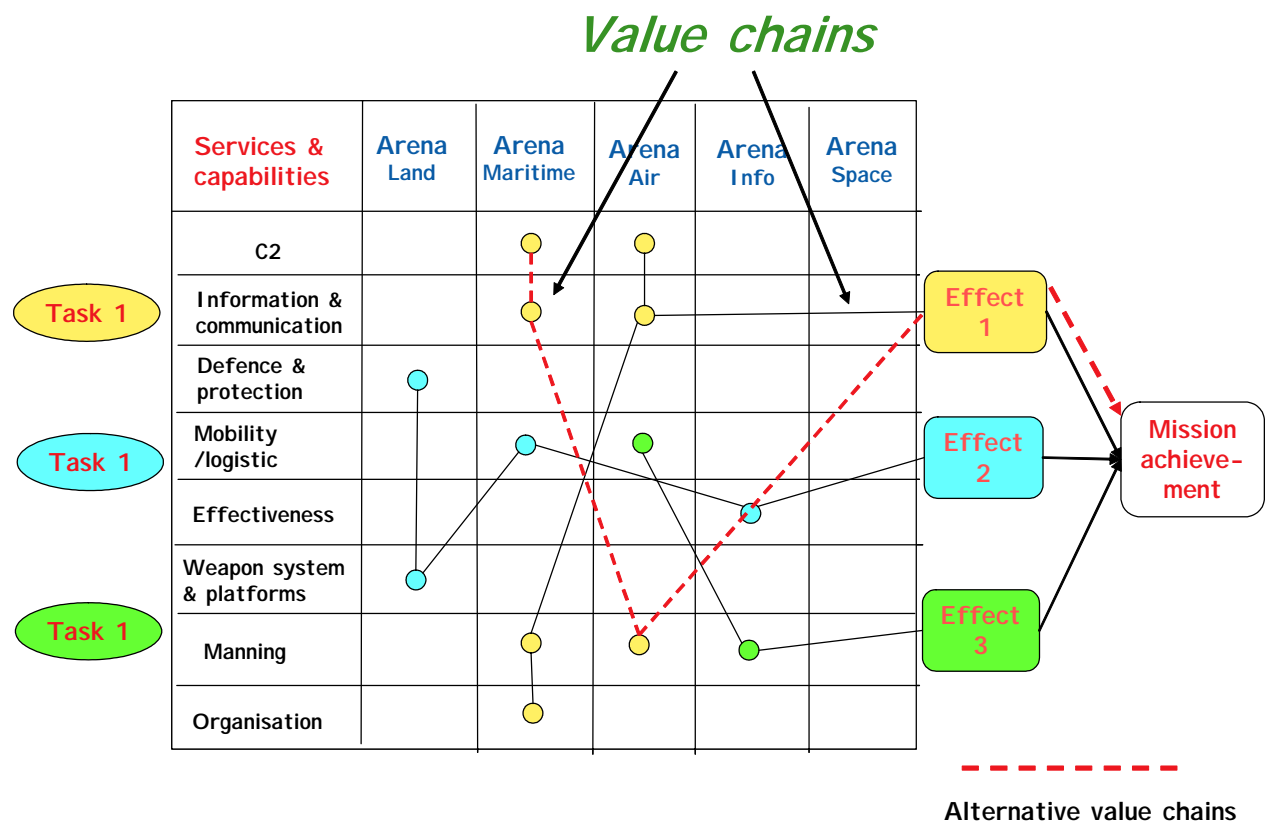 Value chains
Services &
capabilities
Arena
Land
Arena
Maritime
Arena
Air
Arena
Info
Arena
Space
C2
Task 1
Information &
communication
Effect
1
Defence &
protection
Task 1
Mobility
/logistic
Effect
2
Mission
achieve-
ment
Effectiveness
Weapon system
& platforms
Task 1
Manning
Effect
3
Organisation
Alternative value chains